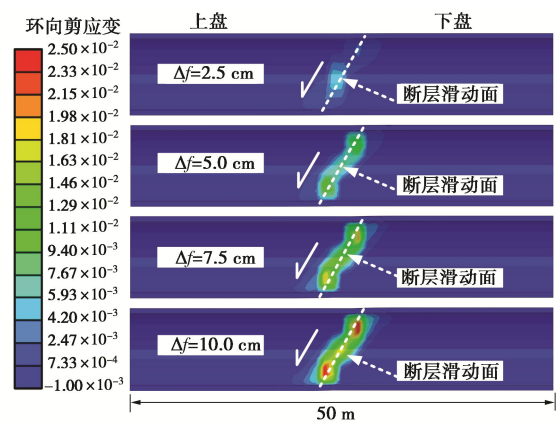 环向剪应变
上盘
下盘
2.50×10⁻²
2.33×10⁻²
2.15×10⁻²
1.98×10⁻²
1.81×10⁻²
1.63×10⁻²
1.46×10⁻²
1.29×10⁻²
1.11×10⁻²
9.40×10⁻³
7.67×10⁻³
5.93×10⁻³
4.20×10⁻³
2.47×10⁻³
7.33×10⁻⁴
−1.00×10⁻³
Δf=2.5 cm
断层滑动面
Δf=5.0 cm
断层滑动面
Δf=7.5 cm
断层滑动面
Δf=10.0 cm
断层滑动面
50 m